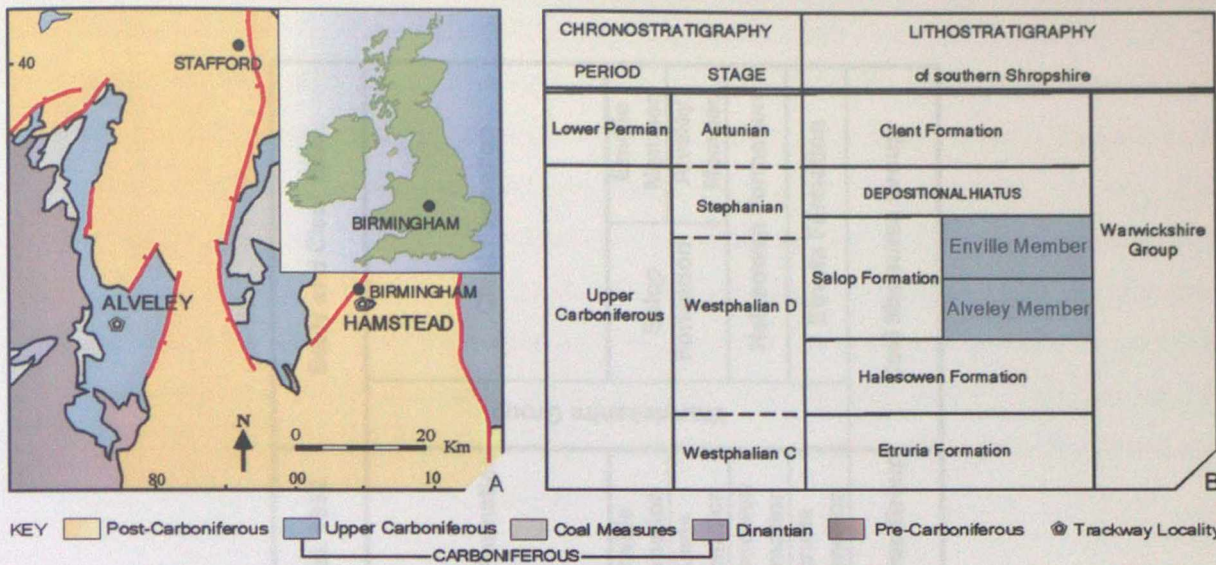 40
STAFFORD
BIRMINGHAM
ALVELEY
BIRMINGHAM
HAMSTEAD
N
0 20 Km
80 00 10
A
CHRONOSTRATIGRAPHY LITHOSTRATIGRAPHY
PERIOD STAGE of southern Shropshire
Lower Permian Autunian Clent Formation
DEPOSITIONAL HIATUS
Stephanian
Enville Member
Warwickshire
Group
Salop Formation
Upper
Carboniferous
Westphalian D
Alveley Member
Halesowen Formation
Westphalian C Etruria Formation
B
KEY Post-Carboniferous Upper Carboniferous Coal Measures Dinantian Pre-Carboniferous Trackway Locality
CARBONIFEROUS